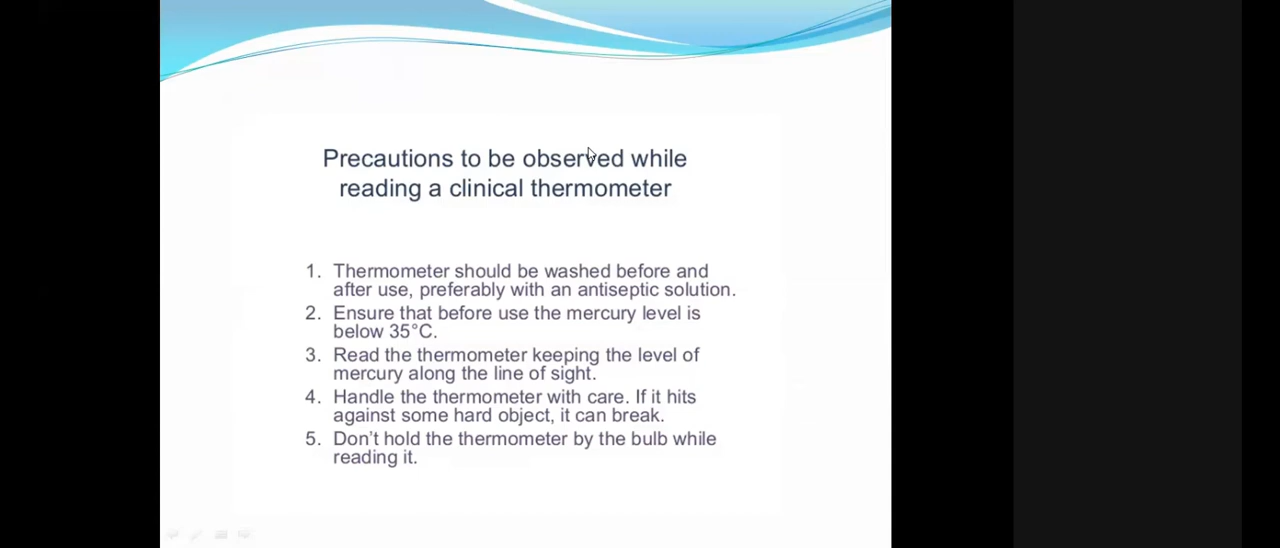 Precautions to be observed while
reading a clinical thermometer
1. Thermometer should be washed before and
after use, preferably with an antiseptic solution.
2. Ensure that before use the mercury level is
below 35°C.
3. Read the thermometer keeping the level of
mercury along the line of sight.
4. Handle the thermometer with care. If it hits
against some hard object, it can break.
5. Don't hold the thermometer by the bulb while
reading it.